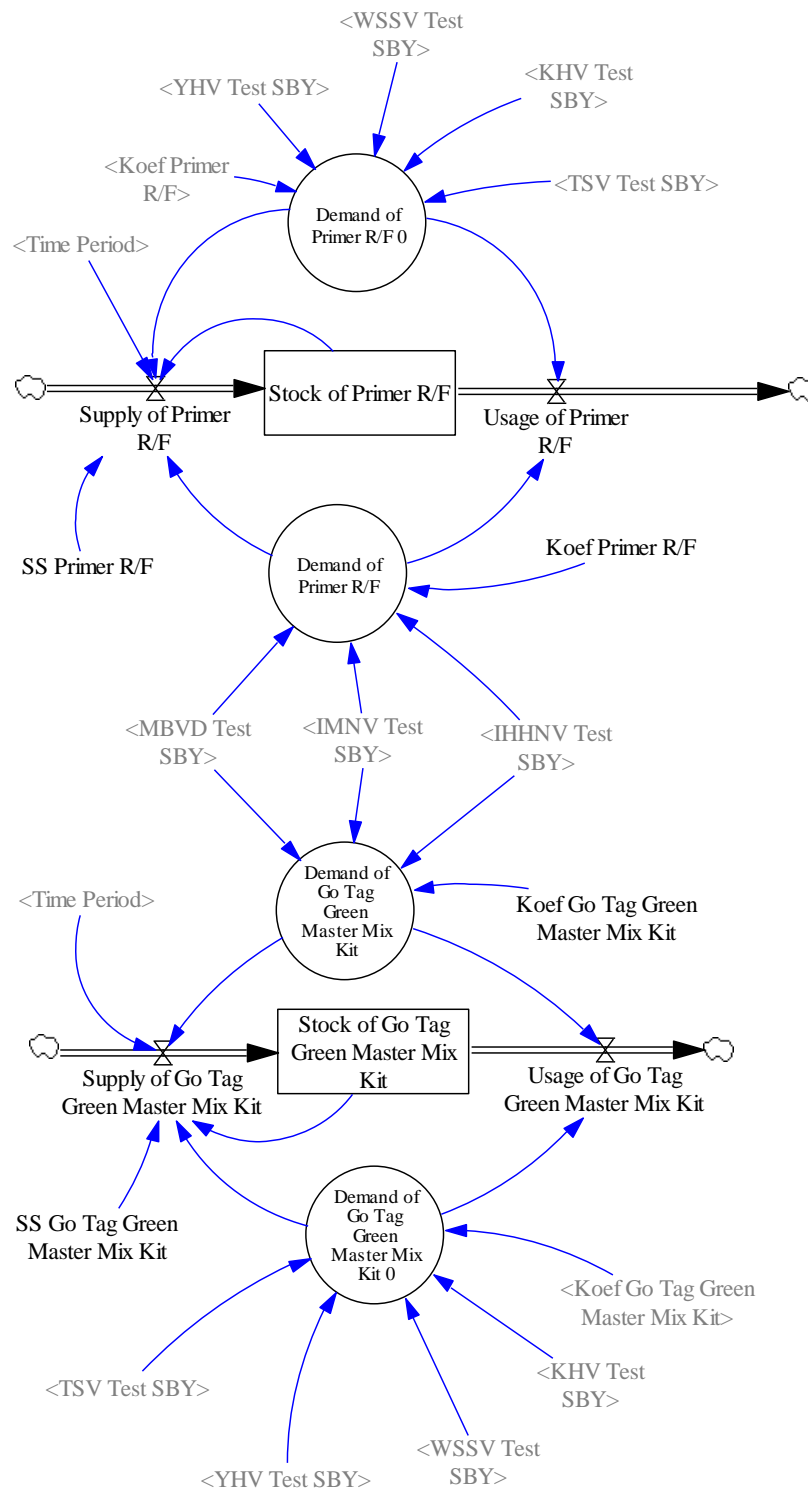 <WSSV Test
SBY>
<YHV Test SBY>
<KHV Test
SBY>
<Koef Primer
R/F>
<TSV Test SBY>
Demand of
Primer R/F 0
<Time Period>
Stock of Primer R/F
Supply of Primer
R/F
Usage of Primer
R/F
SS Primer R/F
Demand of
Primer R/F
Koef Primer R/F
<MBVD Test
SBY>
<IMNV Test
SBY>
<IHHNV Test
SBY>
Demand of
Go Tag
Green
Master Mix
Kit
<Time Period>
Koef Go Tag Green
Master Mix Kit
Stock of Go Tag
Green Master Mix
Kit
Supply of Go Tag
Green Master Mix Kit
Usage of Go Tag
Green Master Mix Kit
SS Go Tag Green
Master Mix Kit
Demand of
Go Tag
Green
Master Mix
Kit 0
<Koef Go Tag Green
Master Mix Kit>
<TSV Test SBY>
<KHV Test
SBY>
<WSSV Test
SBY>
<YHV Test SBY>